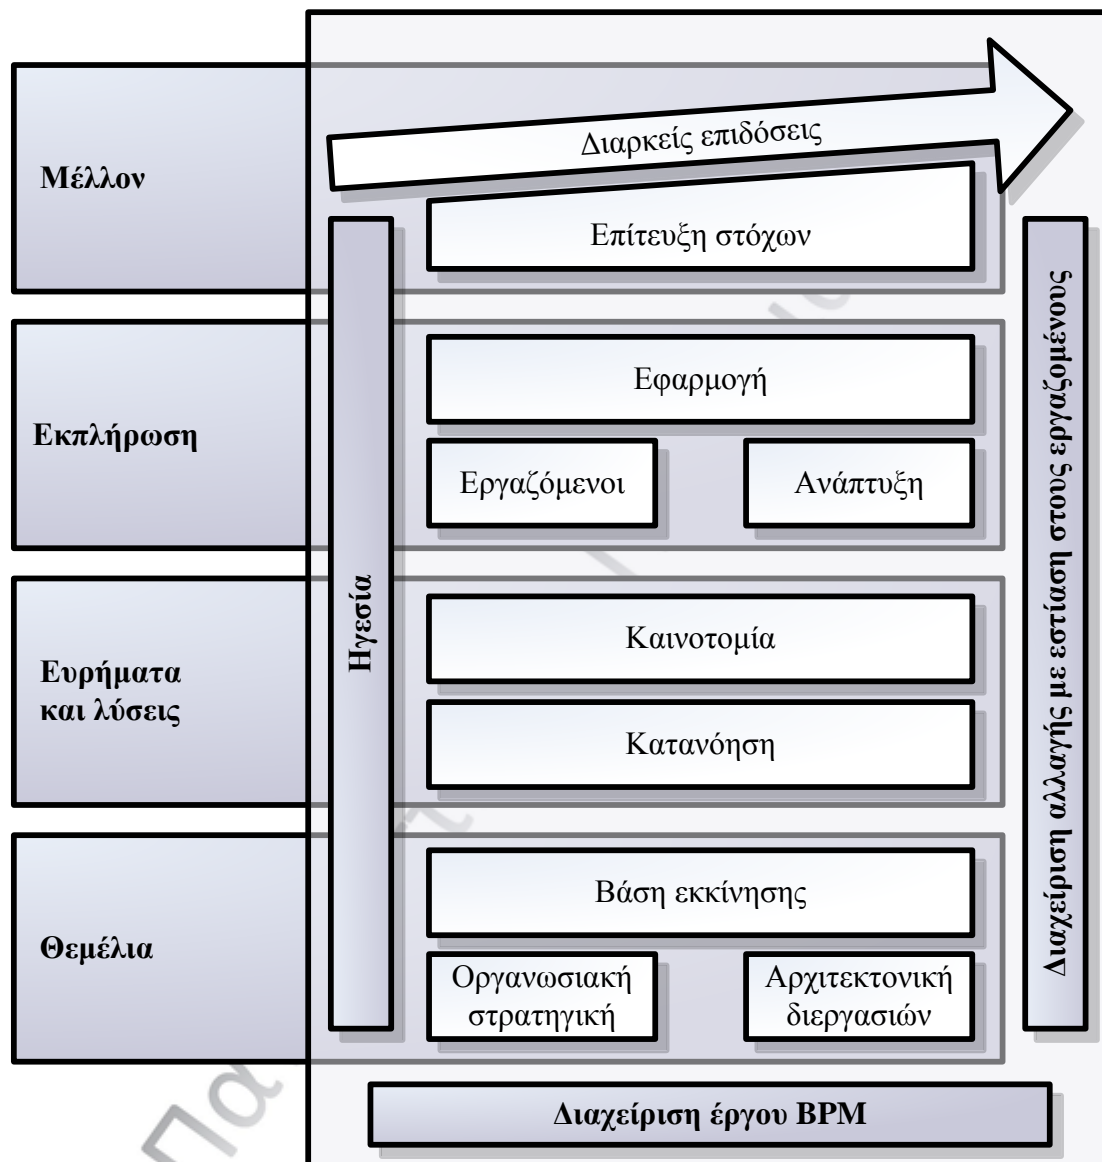 Διαρκείς επιδόσεις
Μέλλον
Επίτευξη στόχων
Εφαρμογή
Εκπλήρωση
Εργαζόμενοι
Ανάπτυξη
Ηγεσία
Διαχείριση αλλαγής με εστίαση στους εργαζομένους
Καινοτομία
Ευρήματα
και λύσεις
Κατανόηση
Βάση εκκίνησης
Θεμέλια
Οργανωσιακή
στρατηγική
Αρχιτεκτονική
διεργασιών
Διαχείριση έργου BPM